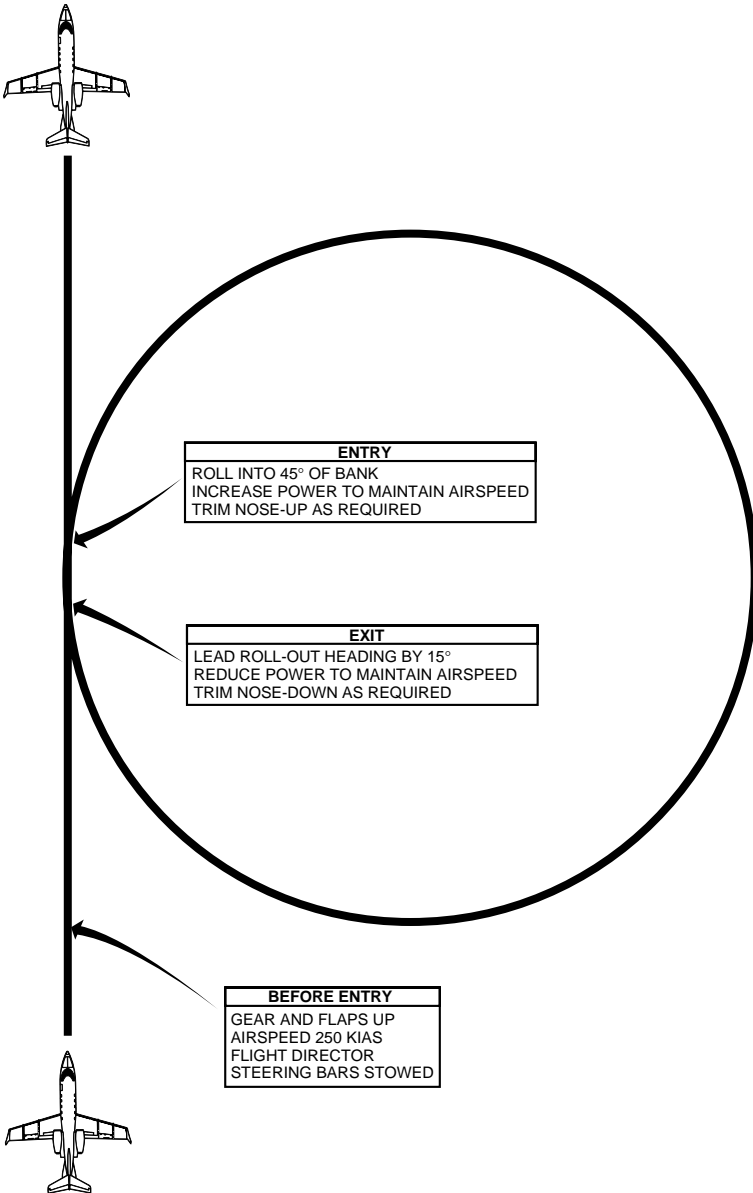 ENTRY
ROLL INTO 45° OF BANK
INCREASE POWER TO MAINTAIN AIRSPEED
TRIM NOSE-UP AS REQUIRED
EXIT
LEAD ROLL-OUT HEADING BY 15°
REDUCE POWER TO MAINTAIN AIRSPEED
TRIM NOSE-DOWN AS REQUIRED
BEFORE ENTRY
GEAR AND FLAPS UP
AIRSPEED 250 KIAS
FLIGHT DIRECTOR
STEERING BARS STOWED